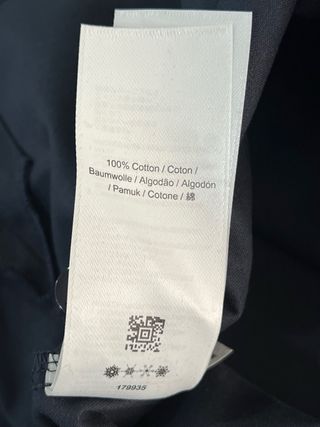 100% Cotton / Coton /
Baumwolle / Algodão / Algodón
/ Pamuk / Cotone / 綿
179935